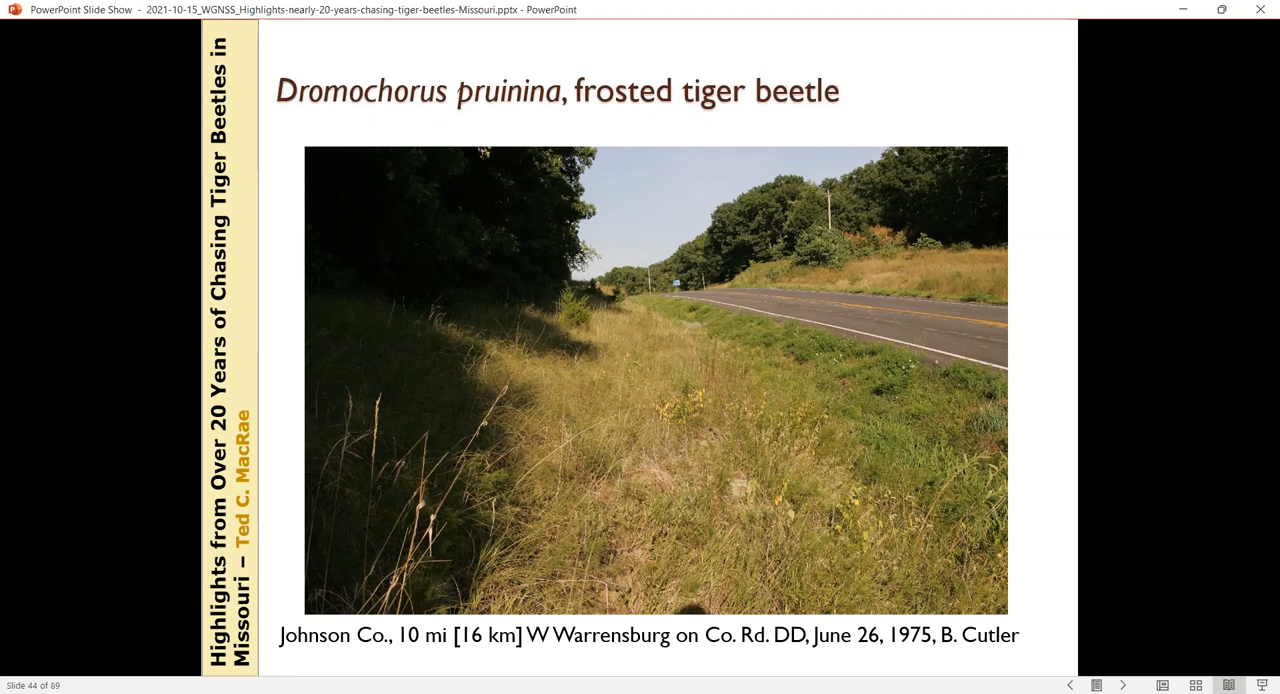 PowerPoint Slide Show - 2021-10-15_WGNSS_Highlights-nearly-20-years-chasing-tiger-beetles-Missouri.pptx - PowerPoint
Highlights from Over 20 Years of Chasing Tiger Beetles in
Missouri – Ted C. MacRae
Dromochorus pruinina, frosted tiger beetle
Johnson Co., 10 mi [16 km] W Warrensburg on Co. Rd. DD, June 26, 1975, B. Cutler
Slide 44 of 89